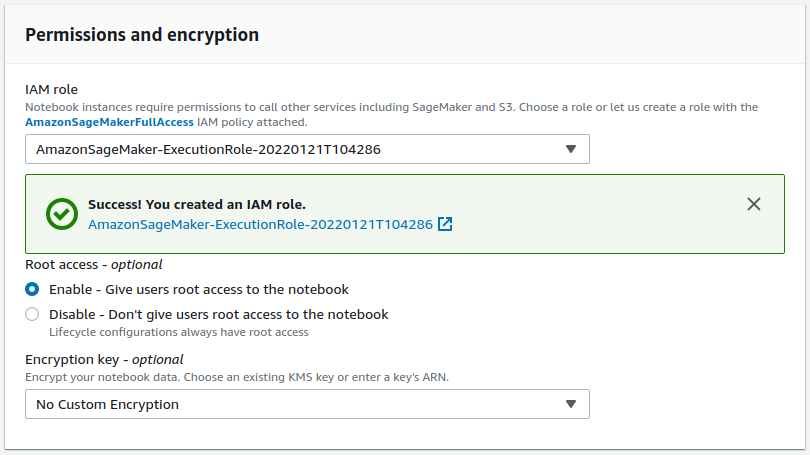 Permissions and encryption
IAM role
Notebook instances require permissions to call other services including SageMaker and S3. Choose a role or let us create a role with the
AmazonSageMakerFullAccess IAM policy attached.
AmazonSageMaker-ExecutionRole-20220121T104286
Success! You created an IAM role.
AmazonSageMaker-ExecutionRole-20220121T104286
Root access - optional
Enable - Give users root access to the notebook
Disable - Don't give users root access to the notebook
Lifecycle configurations always have root access
Encryption key - optional
Encrypt your notebook data. Choose an existing KMS key or enter a key's ARN.
No Custom Encryption